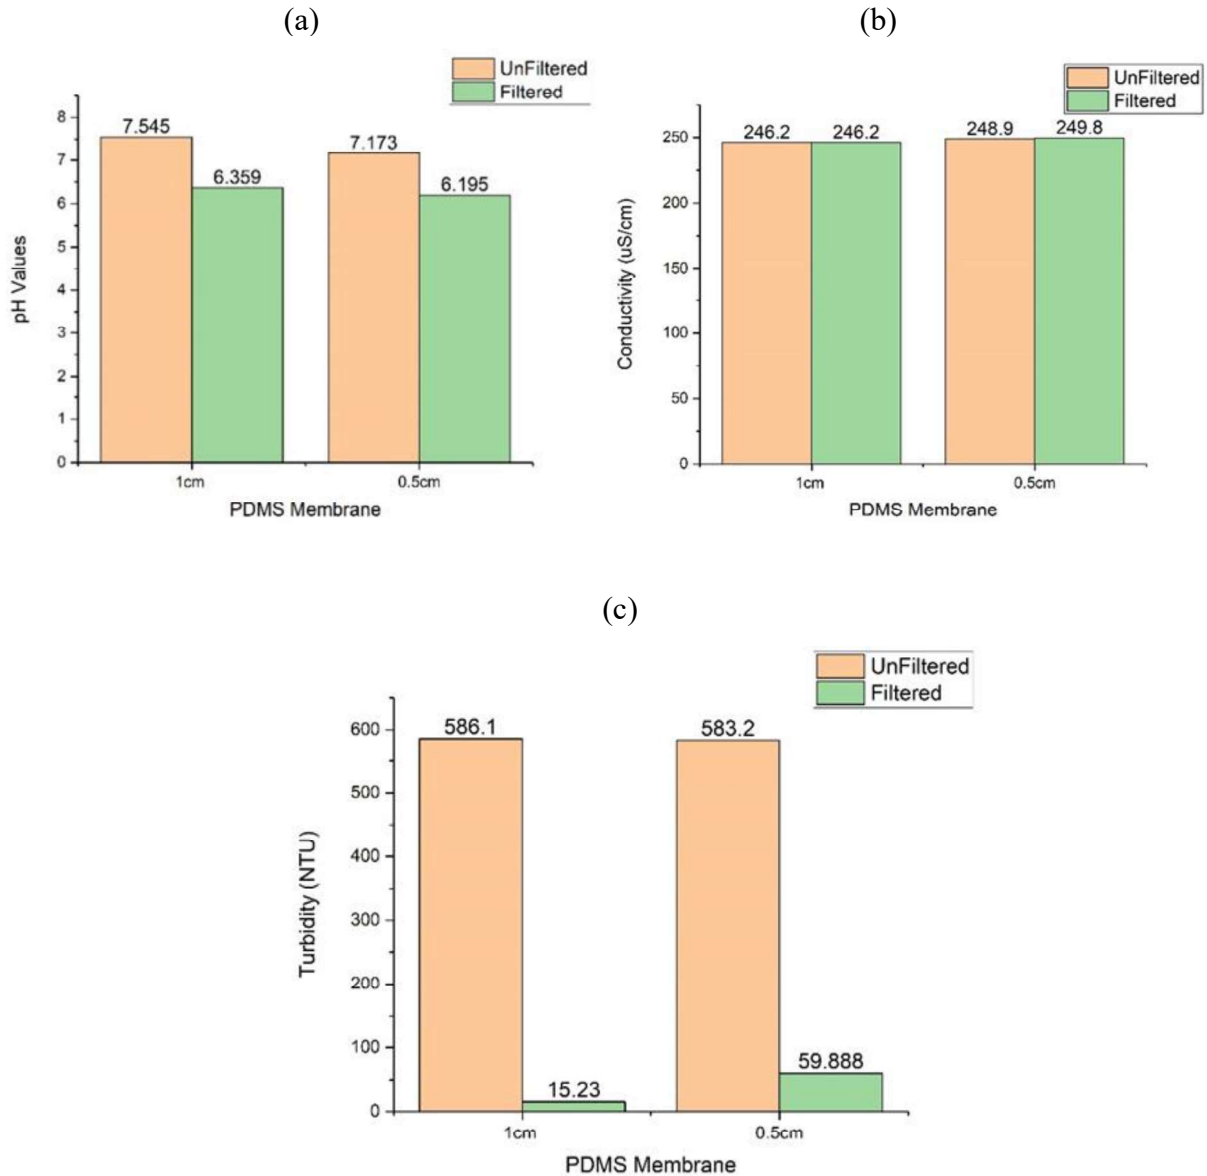 (a)
UnFiltered
Filtered
8
7
6
5
4
3
2
1
0
7.545
6.359
7.173
6.195
pH Values
1cm
0.5cm
PDMS Membrane
(b)
UnFiltered
Filtered
250
200
150
100
50
0
246.2
246.2
248.9
249.8
Conductivity (uS/cm)
1cm
0.5cm
PDMS Membrane
(c)
UnFiltered
Filtered
600
500
400
300
200
100
0
586.1
15.23
583.2
59.888
Turbidity (NTU)
1cm
0.5cm
PDMS Membrane